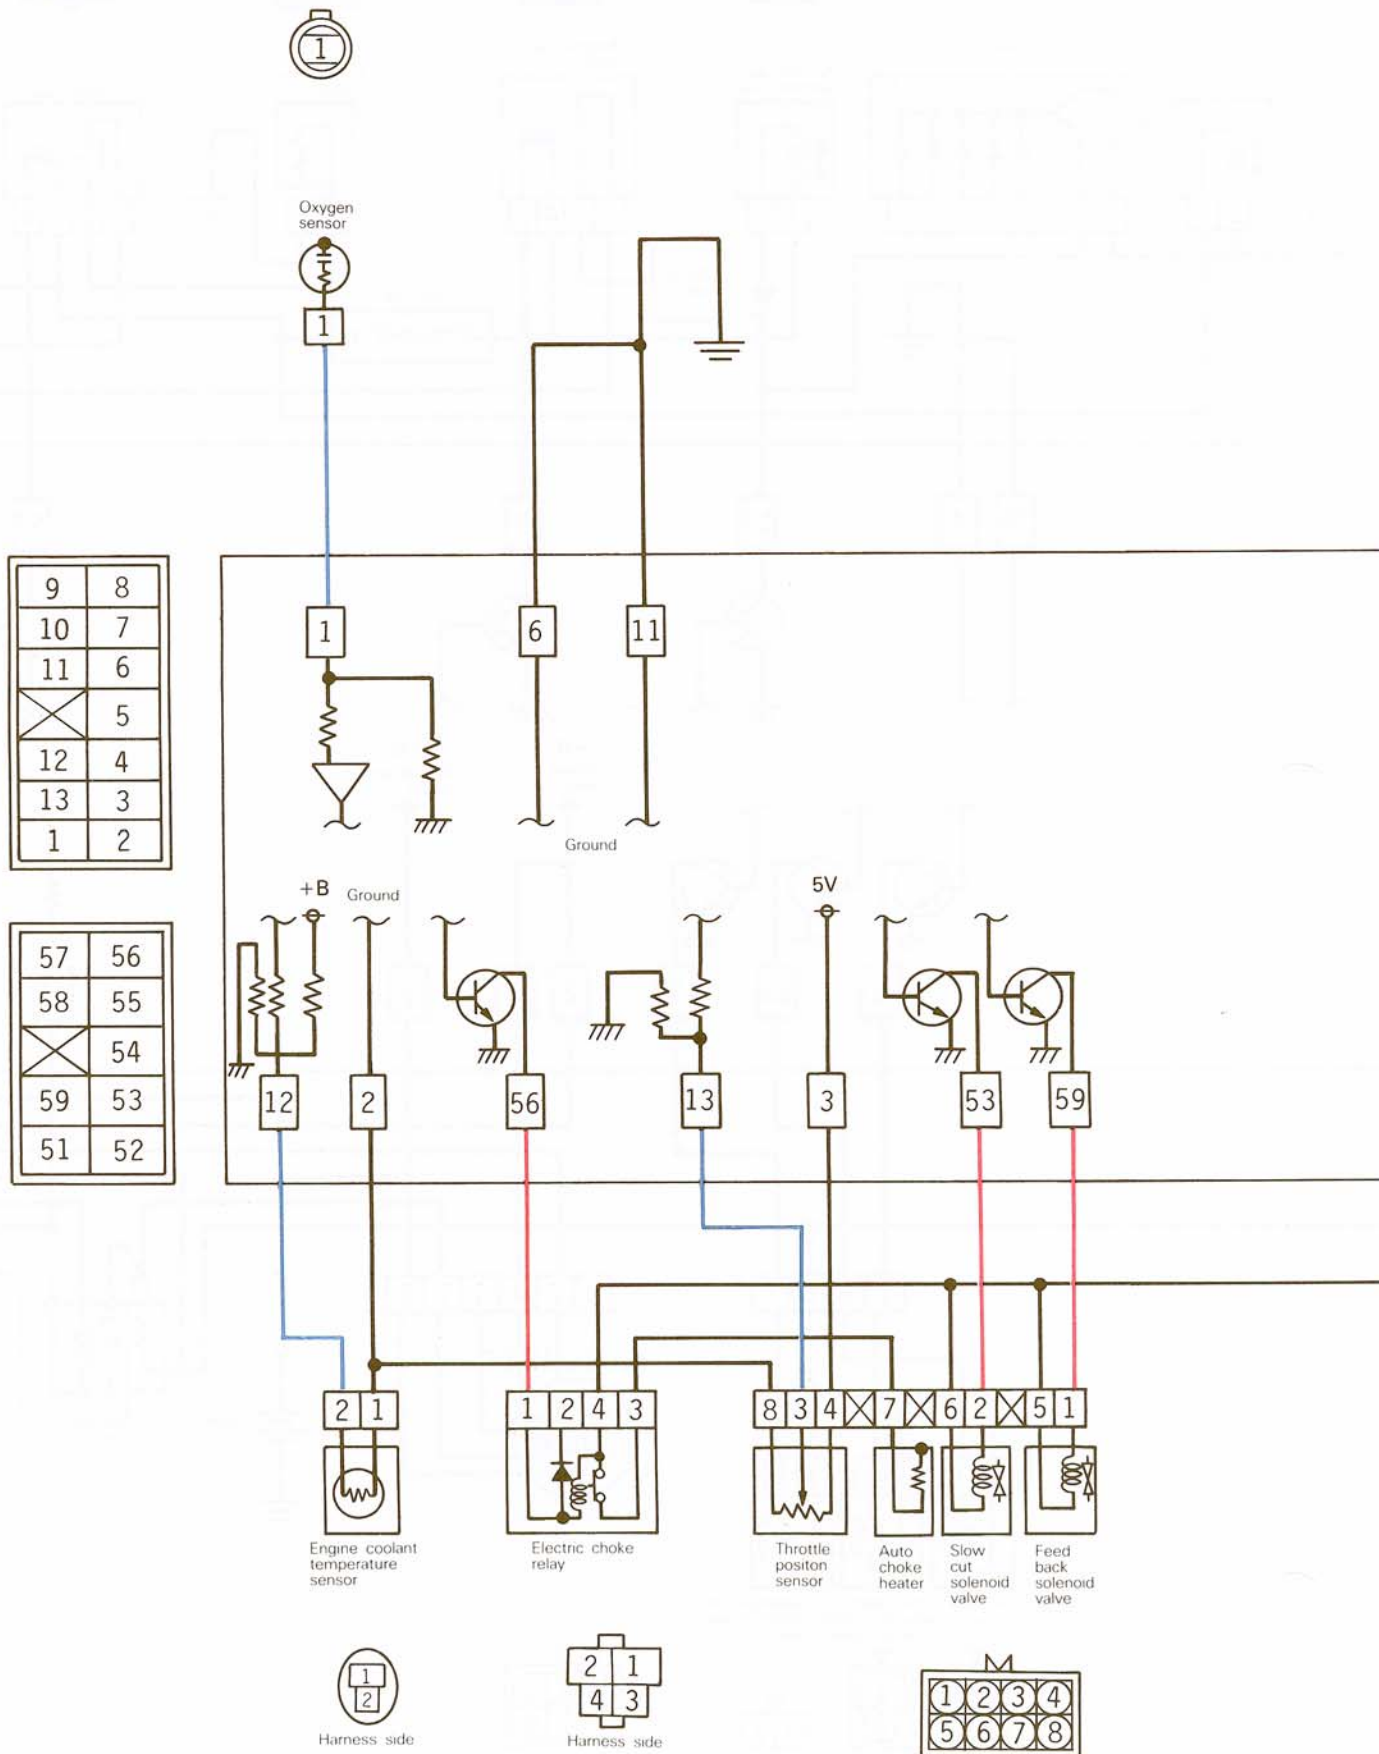 1
Oxygen
sensor
1
9 8
10 7
11 6
5
12 4
13 3
1 2
1 6 11
Ground
+B Ground 5V
57 56
58 55
54
59 53
51 52
12 2 56 13 3 53 59
2 1
1 2 4 3
8 3 4 7 6 2 5 1
Engine coolant
temperature
sensor
Electric choke
relay
Throttle
positon
sensor
Auto
choke
heater
Slow
cut
solenoid
valve
Feed
back
solenoid
valve
1
2
Harness side
2 1
4 3
Harness side
1 2 3 4
5 6 7 8